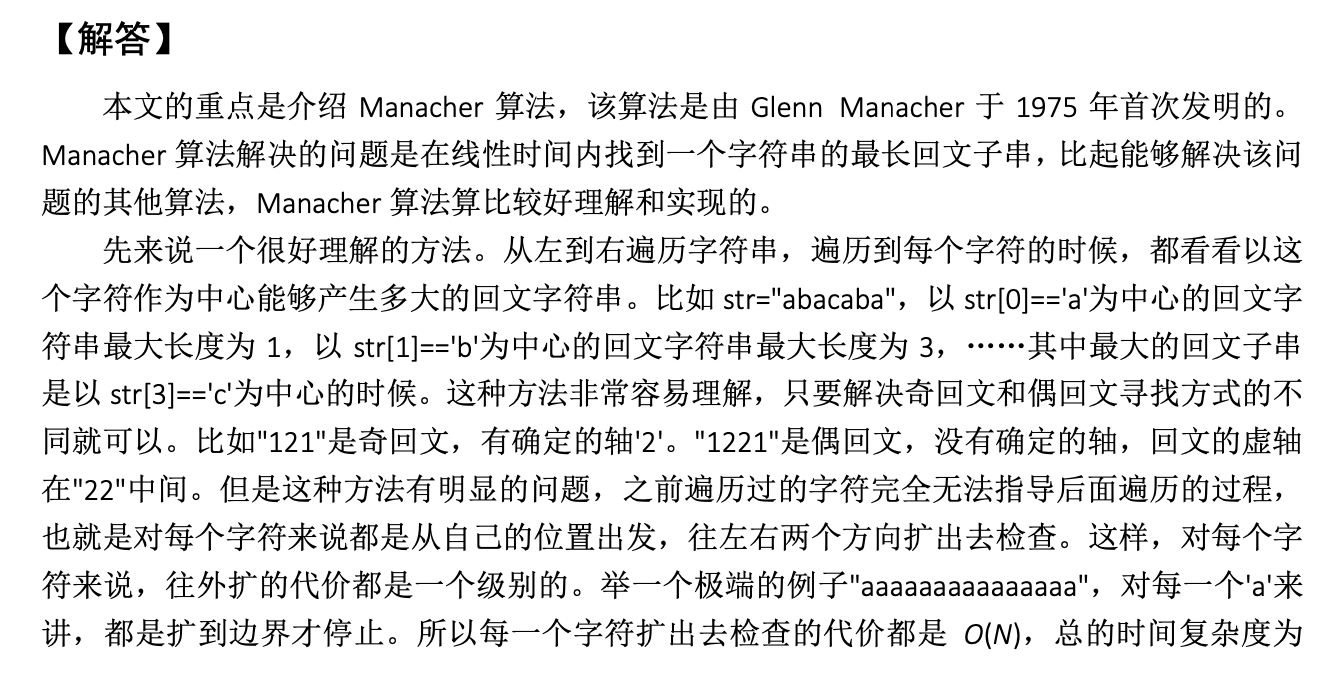 【解答】
本文的重点是介绍 Manacher 算法，该算法是由 Glenn Manacher 于 1975 年首次发明的。
Manacher 算法解决的问题是在线性时间内找到一个字符串的最长回文子串，比起能够解决该问
题的其他算法，Manacher 算法算比较好理解和实现的。
先来说一个很好理解的方法。从左到右遍历字符串，遍历到每个字符的时候，都看看以这
个字符作为中心能够产生多大的回文字符串。比如 str="abacaba"，以 str[0]=='a'为中心的回文字
符串最大长度为 1，以 str[1]=='b'为中心的回文字符串最大长度为 3，……其中最大的回文子串
是以 str[3]=='c'为中心的时候。这种方法非常容易理解，只要解决奇回文和偶回文寻找方式的不
同就可以。比如"121"是奇回文，有确定的轴'2'。"1221"是偶回文，没有确定的轴，回文的虚轴
在"22"中间。但是这种方法有明显的问题，之前遍历过的字符完全无法指导后面遍历的过程，
也就是对每个字符来说都是从自己的位置出发，往左右两个方向扩出去检查。这样，对每个字
符来说，往外扩的代价都是一个级别的。举一个极端的例子"aaaaaaaaaaaaaaa"，对每一个'a'来
讲，都是扩到边界才停止。所以每一个字符扩出去检查的代价都是 O(N)，总的时间复杂度为